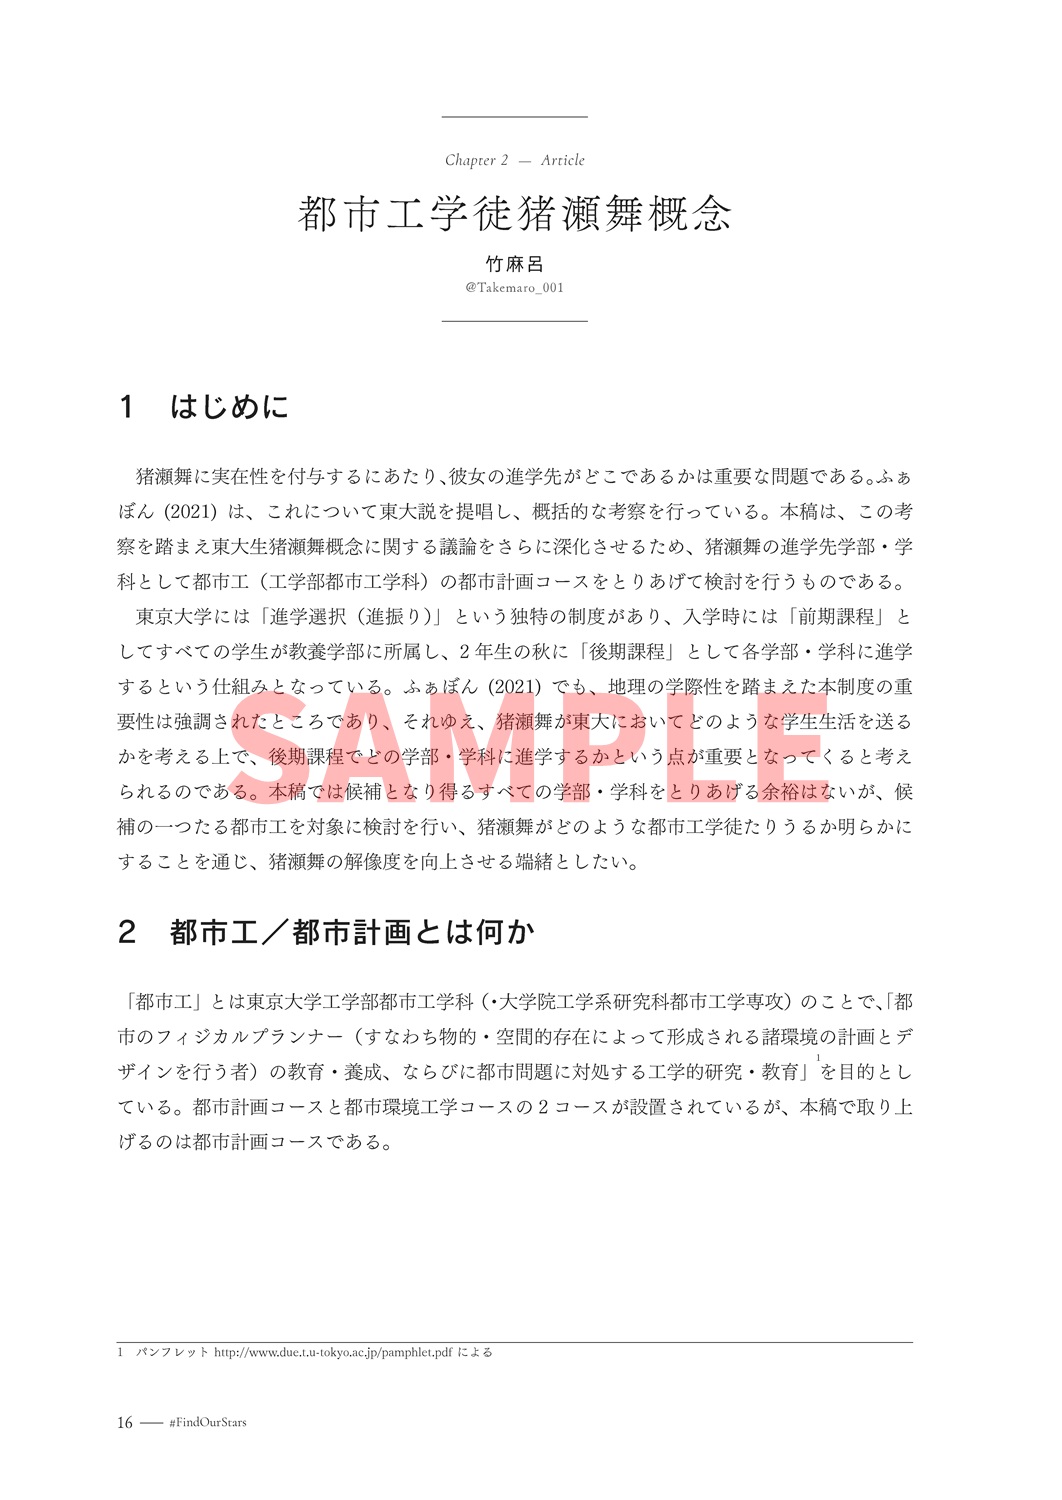 Chapter 2 — Article
都市工学徒猪瀬舞概念
竹麻呂
@Takemaro_001
1 はじめに
猪瀬舞に実在性を付与するにあたり、彼女の進学先がどこであるかは重要な問題である。ふぁ
ぼん (2021) は、これについて東大説を提唱し、概括的な考察を行っている。本稿は、この考
察を踏まえ東大生猪瀬舞概念に関する議論をさらに深化させるため、猪瀬舞の進学先学部・学
科として都市工（工学部都市工学科）の都市計画コースをとりあげて検討を行うものである。
東京大学には「進学選択（進振り）」という独特の制度があり、入学時には「前期課程」と
してすべての学生が教養学部に所属し、2 年生の秋に「後期課程」として各学部・学科に進学
するという仕組みとなっている。ふぁぼん (2021) でも、地理の学際性を踏まえた本制度の重
要性は強調されたところであり、それゆえ、猪瀬舞が東大においてどのような学生生活を送る
かを考える上で、後期課程でどの学部・学科に進学するかという点が重要となってくると考え
られるのである。本稿では候補となり得るすべての学部・学科をとりあげる余裕はないが、候
補の一つたる都市工を対象に検討を行い、猪瀬舞がどのような都市工学徒たりうるか明らかに
することを通じ、猪瀬舞の解像度を向上させる端緒としたい。
SAMPLE
2 都市工／都市計画とは何か
「都市工」とは東京大学工学部都市工学科（・大学院工学系研究科都市工学専攻）のことで、「都
市のフィジカルプランナー（すなわち物的・空間的存在によって形成される諸環境の計画とデ
ザインを行う者）の教育・養成、ならびに都市問題に対処する工学的研究・教育」1を目的とし
ている。都市計画コースと都市環境工学コースの 2 コースが設置されているが、本稿で取り上
げるのは都市計画コースである。
1 パンフレット http://www.due.t.u-tokyo.ac.jp/pamphlet.pdf による
16 — #FindOurStars